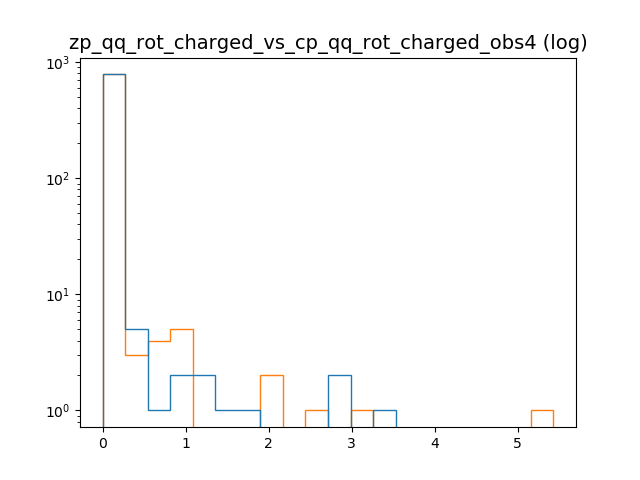 zp_qq_rot_charged_vs_cp_qq_rot_charged_obs4 (log)
10³
10²
10¹
10⁰
0 1 2 3 4 5